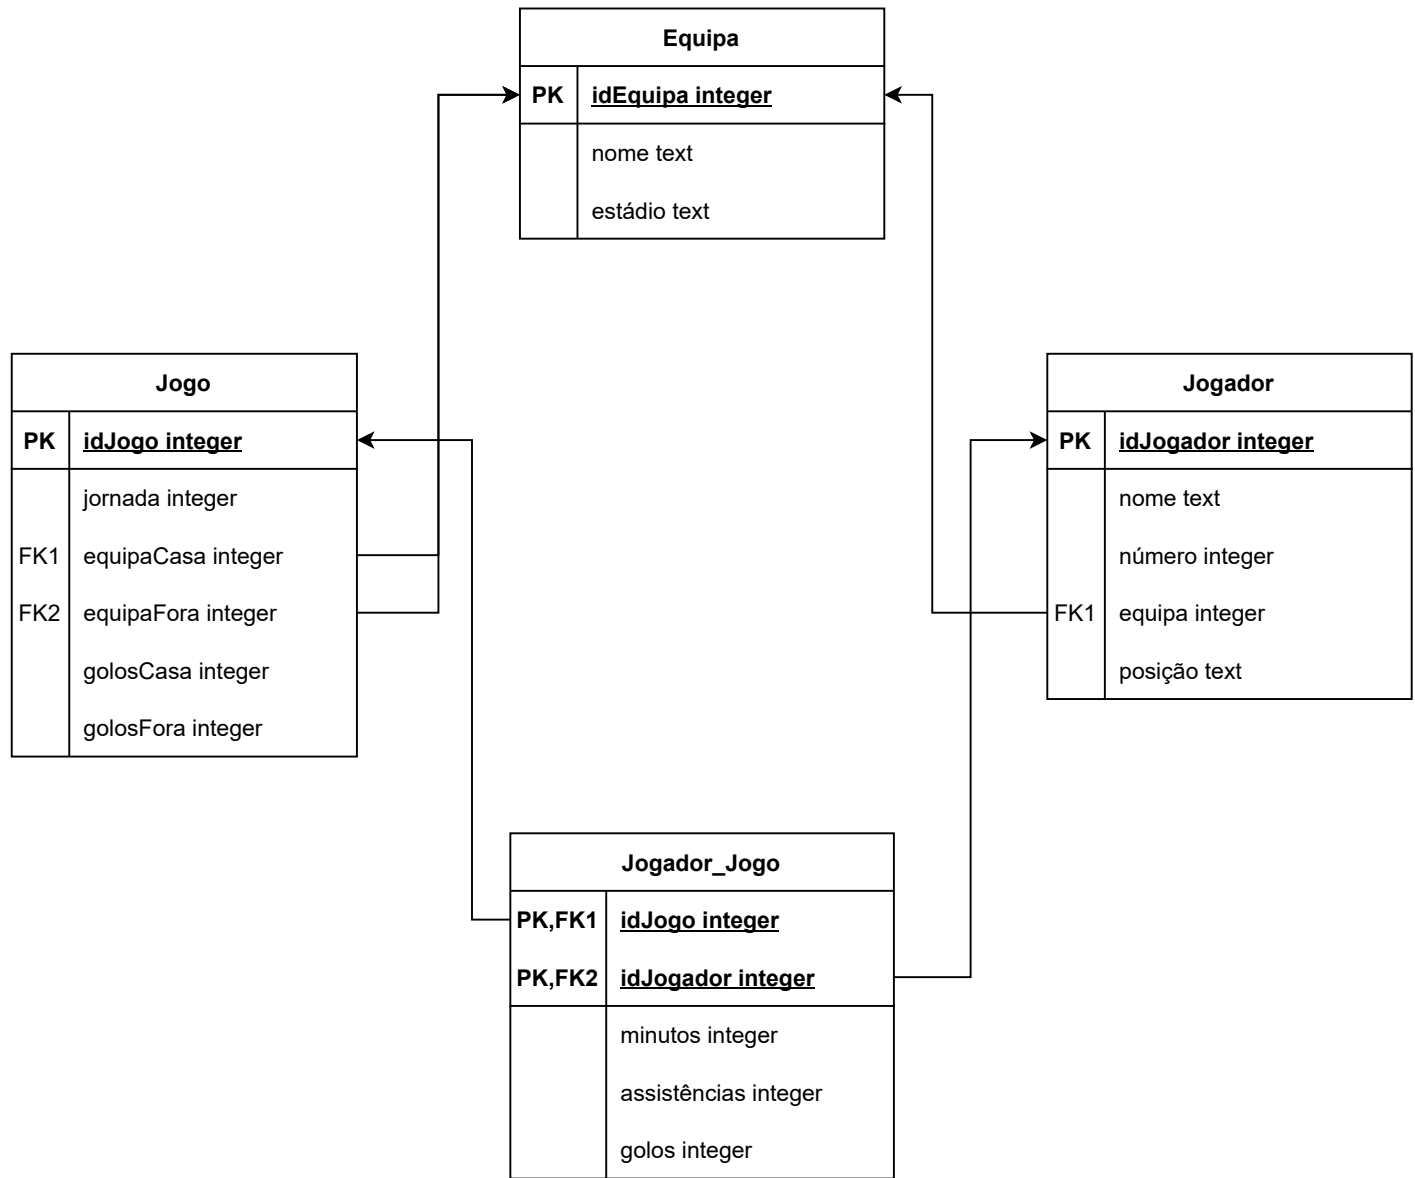 Equipa
PK idEquipa integer
nome text
estádio text
Jogo
PK idJogo integer
jornada integer
FK1 equipaCasa integer
FK2 equipaFora integer
golosCasa integer
golosFora integer
Jogador
PK idJogador integer
nome text
número integer
FK1 equipa integer
posição text
Jogador_Jogo
PK,FK1 idJogo integer
PK,FK2 idJogador integer
minutos integer
assistências integer
golos integer